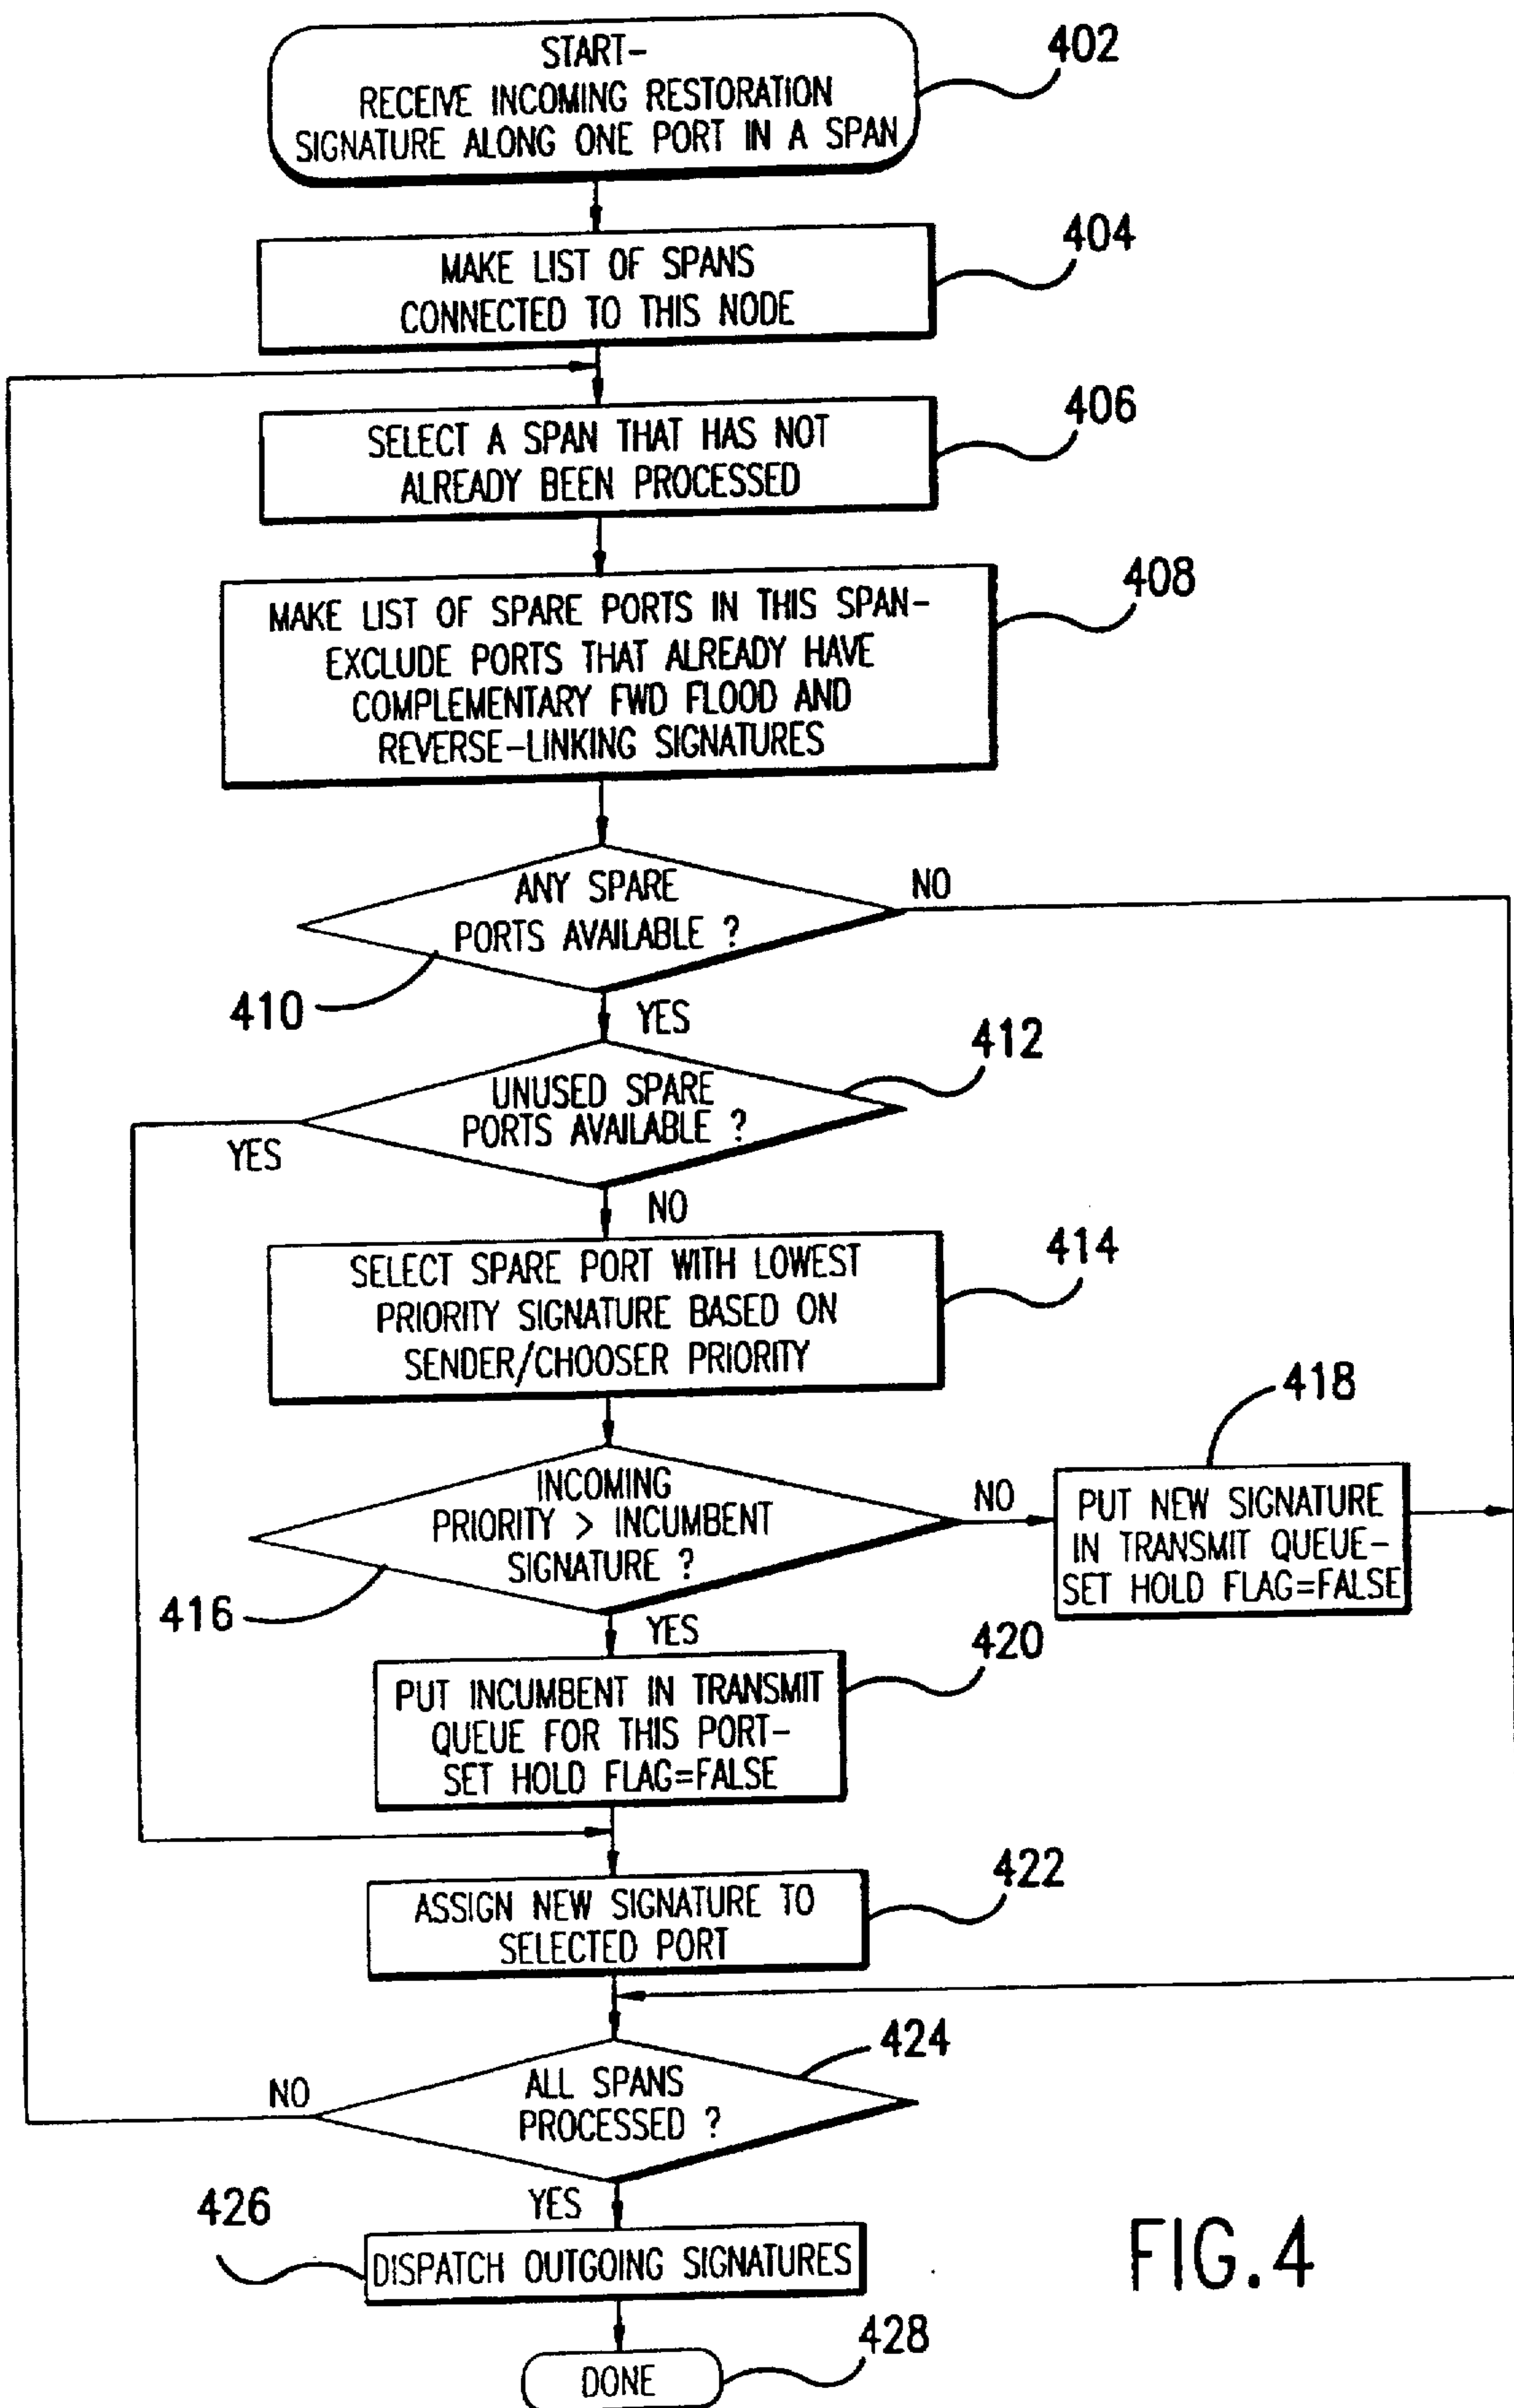 START-
RECEIVE INCOMING RESTORATION
SIGNATURE ALONG ONE PORT IN A SPAN
402
MAKE LIST OF SPANS
CONNECTED TO THIS NODE
404
SELECT A SPAN THAT HAS NOT
ALREADY BEEN PROCESSED
406
MAKE LIST OF SPARE PORTS IN THIS SPAN-
EXCLUDE PORTS THAT ALREADY HAVE
COMPLEMENTARY FWD FLOOD AND
REVERSE-LINKING SIGNATURES
408
ANY SPARE
PORTS AVAILABLE ?
NO
410
YES
412
UNUSED SPARE
PORTS AVAILABLE ?
YES
NO
SELECT SPARE PORT WITH LOWEST
PRIORITY SIGNATURE BASED ON
SENDER/CHOOSER PRIORITY
414
INCOMING
PRIORITY > INCUMBENT
SIGNATURE ?
416
NO
418
PUT NEW SIGNATURE
IN TRANSMIT QUEUE-
SET HOLD FLAG=FALSE
YES
420
PUT INCUMBENT IN TRANSMIT
QUEUE FOR THIS PORT-
SET HOLD FLAG=FALSE
ASSIGN NEW SIGNATURE TO
SELECTED PORT
422
424
ALL SPANS
PROCESSED ?
NO
YES
426
DISPATCH OUTGOING SIGNATURES
DONE
428
FIG.4